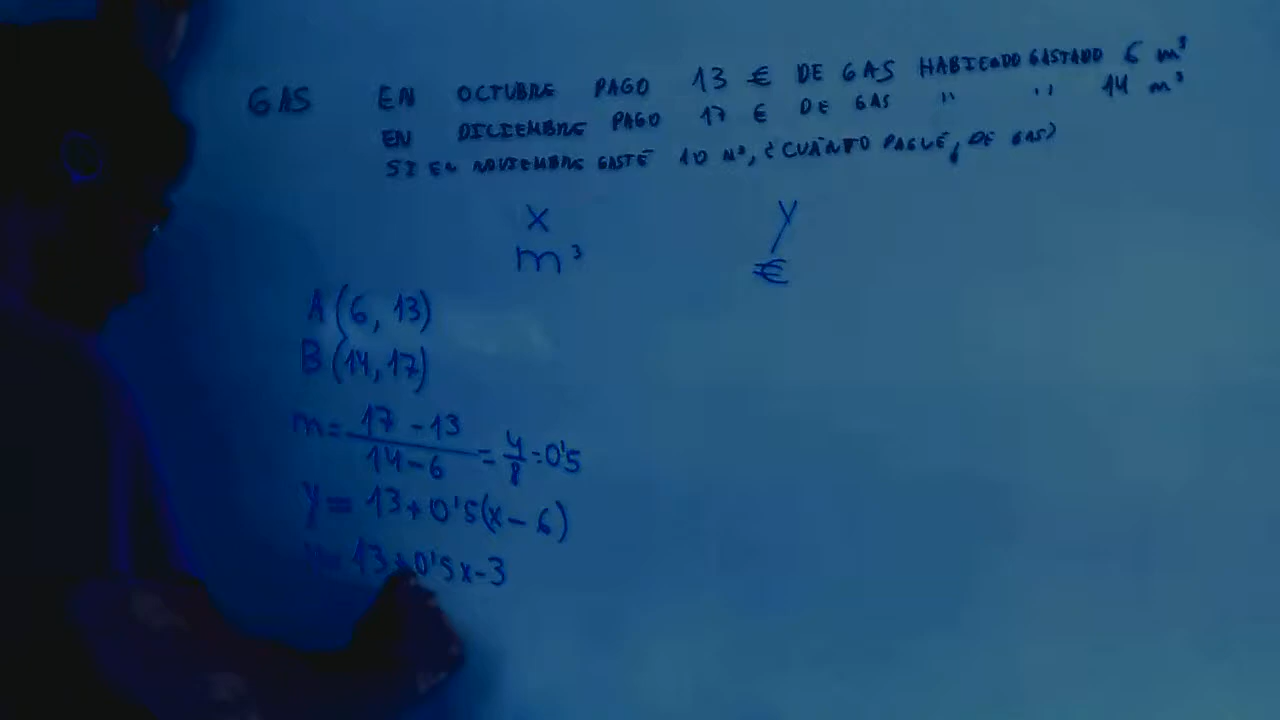 GAS EN OCTUBRE PAGO 13 € DE GAS HABIENDO GASTADO 6 m³
EN DICIEMBRE PAGO 17 € DE GAS " " 14 m³
SI EN NOVIEMBRE GASTÉ 10 M³, ¿CUÁNTO PAGUÉ, DE GAS?
x y
m³ €
A(6, 13)
B(14, 17)
m = 17 - 13 / 14 - 6 = 4/8 = 0'5
y = 13 + 0'5(x - 6)
y = 13 + 0'5x - 3